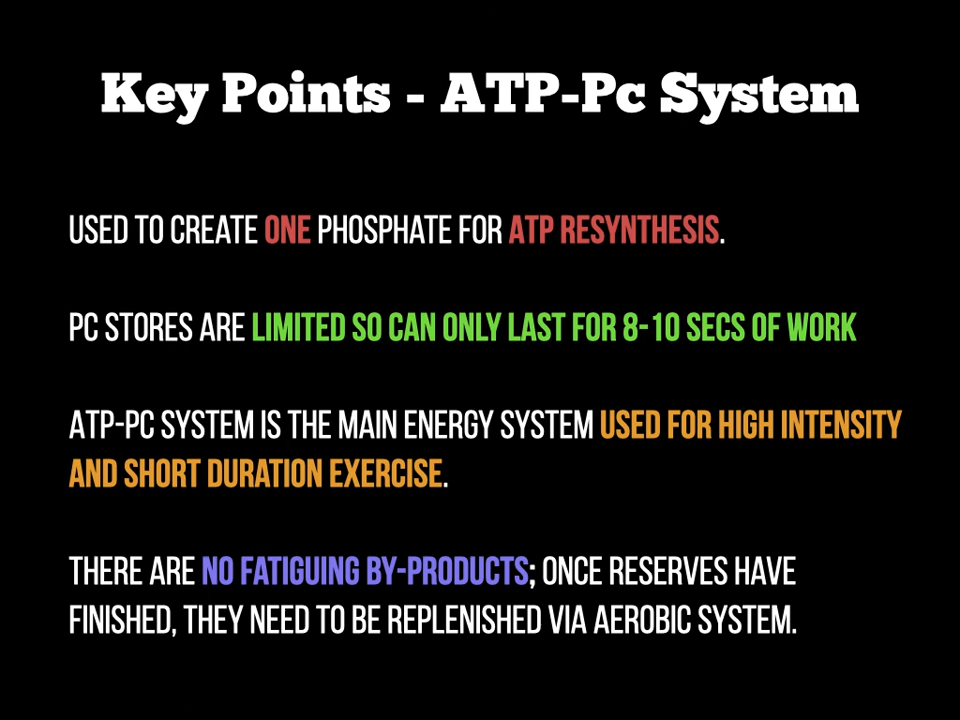 Key Points - ATP-Pc System
USED TO CREATE ONE PHOSPHATE FOR ATP RESYNTHESIS.
PC STORES ARE LIMITED SO CAN ONLY LAST FOR 8-10 SECS OF WORK
ATP-PC SYSTEM IS THE MAIN ENERGY SYSTEM USED FOR HIGH INTENSITY
AND SHORT DURATION EXERCISE.
THERE ARE NO FATIGUING BY-PRODUCTS; ONCE RESERVES HAVE
FINISHED, THEY NEED TO BE REPLENISHED VIA AEROBIC SYSTEM.